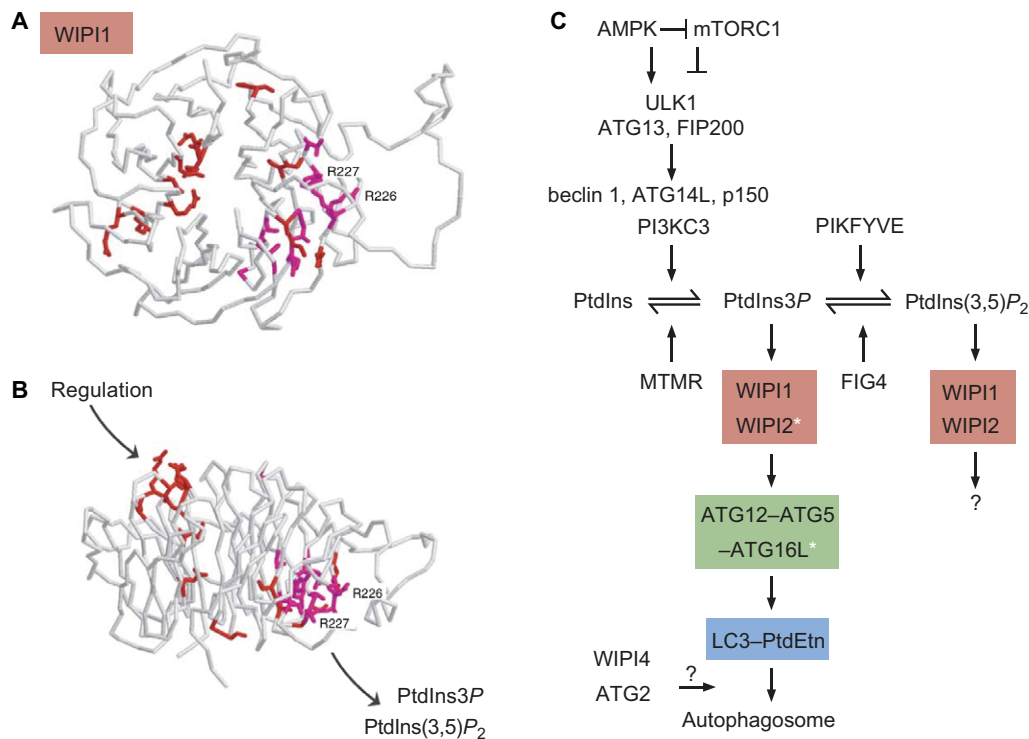 A
WIPI1
R227
R226
B
Regulation
R226
R227
PtdIns3P
PtdIns(3,5)P2
C
AMPK mTORC1
ULK1
ATG13, FIP200
beclin 1, ATG14L, p150
PI3KC3
PIKFYVE
PtdIns PtdIns3P PtdIns(3,5)P2
MTMR
FIG4
WIPI1
WIPI2*
WIPI1
WIPI2
?
ATG12–ATG5
–ATG16L*
LC3–PtdEtn
WIPI4
ATG2
?
Autophagosome